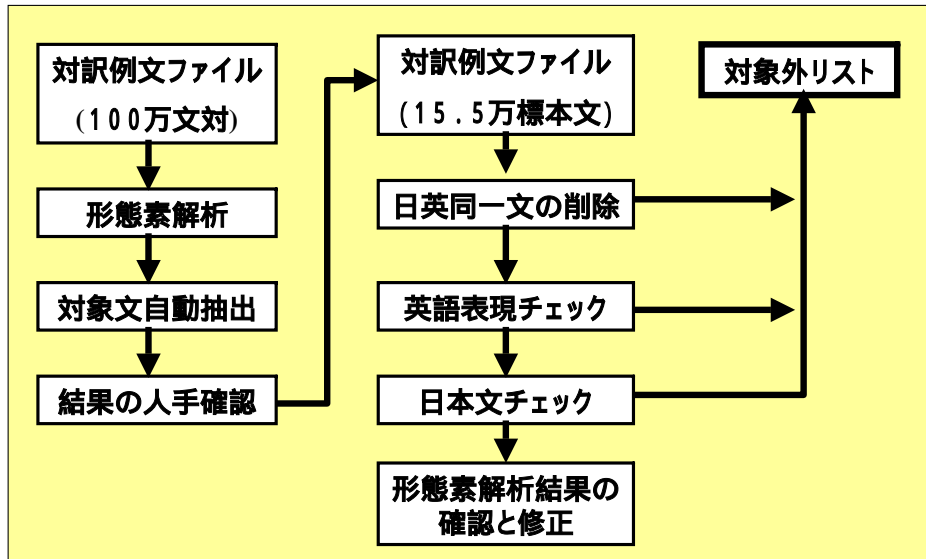 対訳例文ファイル
(100万文対)
形態素解析
対象文自動抽出
結果の人手確認
対訳例文ファイル
(15.5万標本文)
日英同一文の削除
英語表現チェック
日本文チェック
形態素解析結果の
確認と修正
対象外リスト